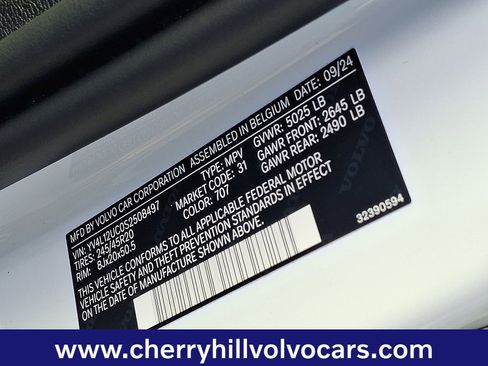 MFD BY VOLVO CAR CORPORATION ASSEMBLED IN BELGIUM DATE: 09/24
VIN: YV4L12UC0S2508497 TYPE: MPV GVWR: 5025 LB
TIRES: 245/45R20 MARKET CODE: 31 GAWR FRONT: 2645 LB
RIM: 8Jx20x50.5 COLOR: 707 GAWR REAR: 2490 LB
THIS VEHICLE CONFORMS TO ALL APPLICABLE FEDERAL MOTOR
VEHICLE SAFETY AND THEFT PREVENTION STANDARDS IN EFFECT
ON THE DATE OF MANUFACTURE SHOWN ABOVE.
VOLVO
32390594
www.cherryhillvolvocars.com